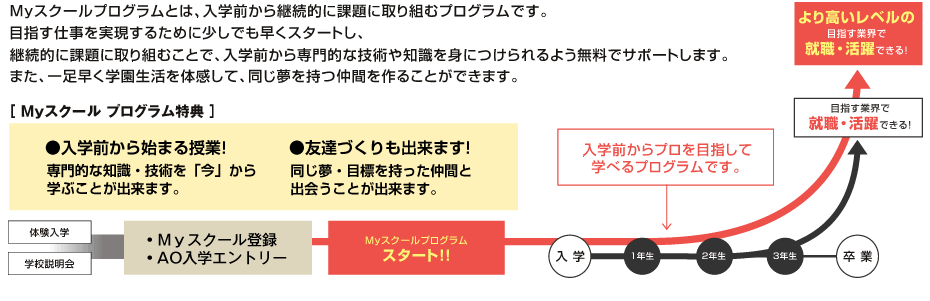 Myスクールプログラムとは、入学前から継続的に課題に取り組むプログラムです。
目指す仕事を実現するために少しでも早くスタートし、
継続的に課題に取り組むことで、入学前から専門的な技術や知識を身につけられるよう無料でサポートします。
また、一足早く学園生活を体感して、同じ夢を持つ仲間を作ることができます。
[ Myスクール プログラム特典 ]
●入学前から始まる授業!
専門的な知識・技術を「今」から
学ぶことが出来ます。
●友達づくりも出来ます!
同じ夢・目標を持った仲間と
出会うことが出来ます。
より高いレベルの
目指す業界で
就職・活躍できる!
目指す業界で
就職・活躍できる!
入学前からプロを目指して
学べるプログラムです。
体験入学
学校説明会
・Myスクール登録
・AO入学エントリー
Myスクールプログラム
スタート!!
入 学
1年生
2年生
3年生
卒 業